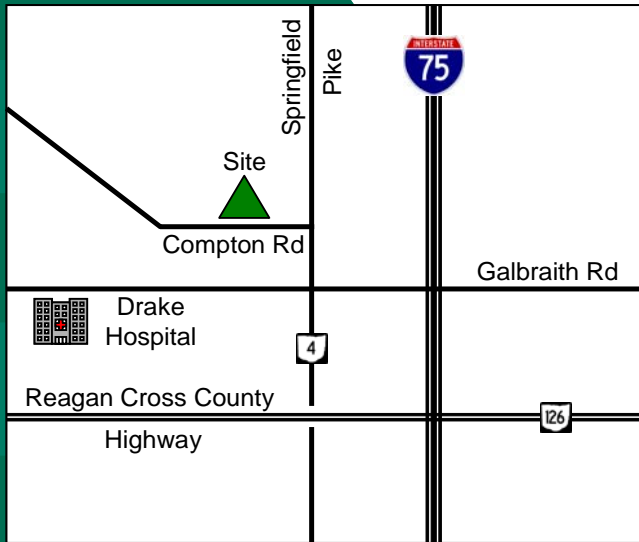 Springfield
Pike
INTERSTATE
75
Site
Compton Rd
Galbraith Rd
Drake
Hospital
4
Reagan Cross County
126
Highway